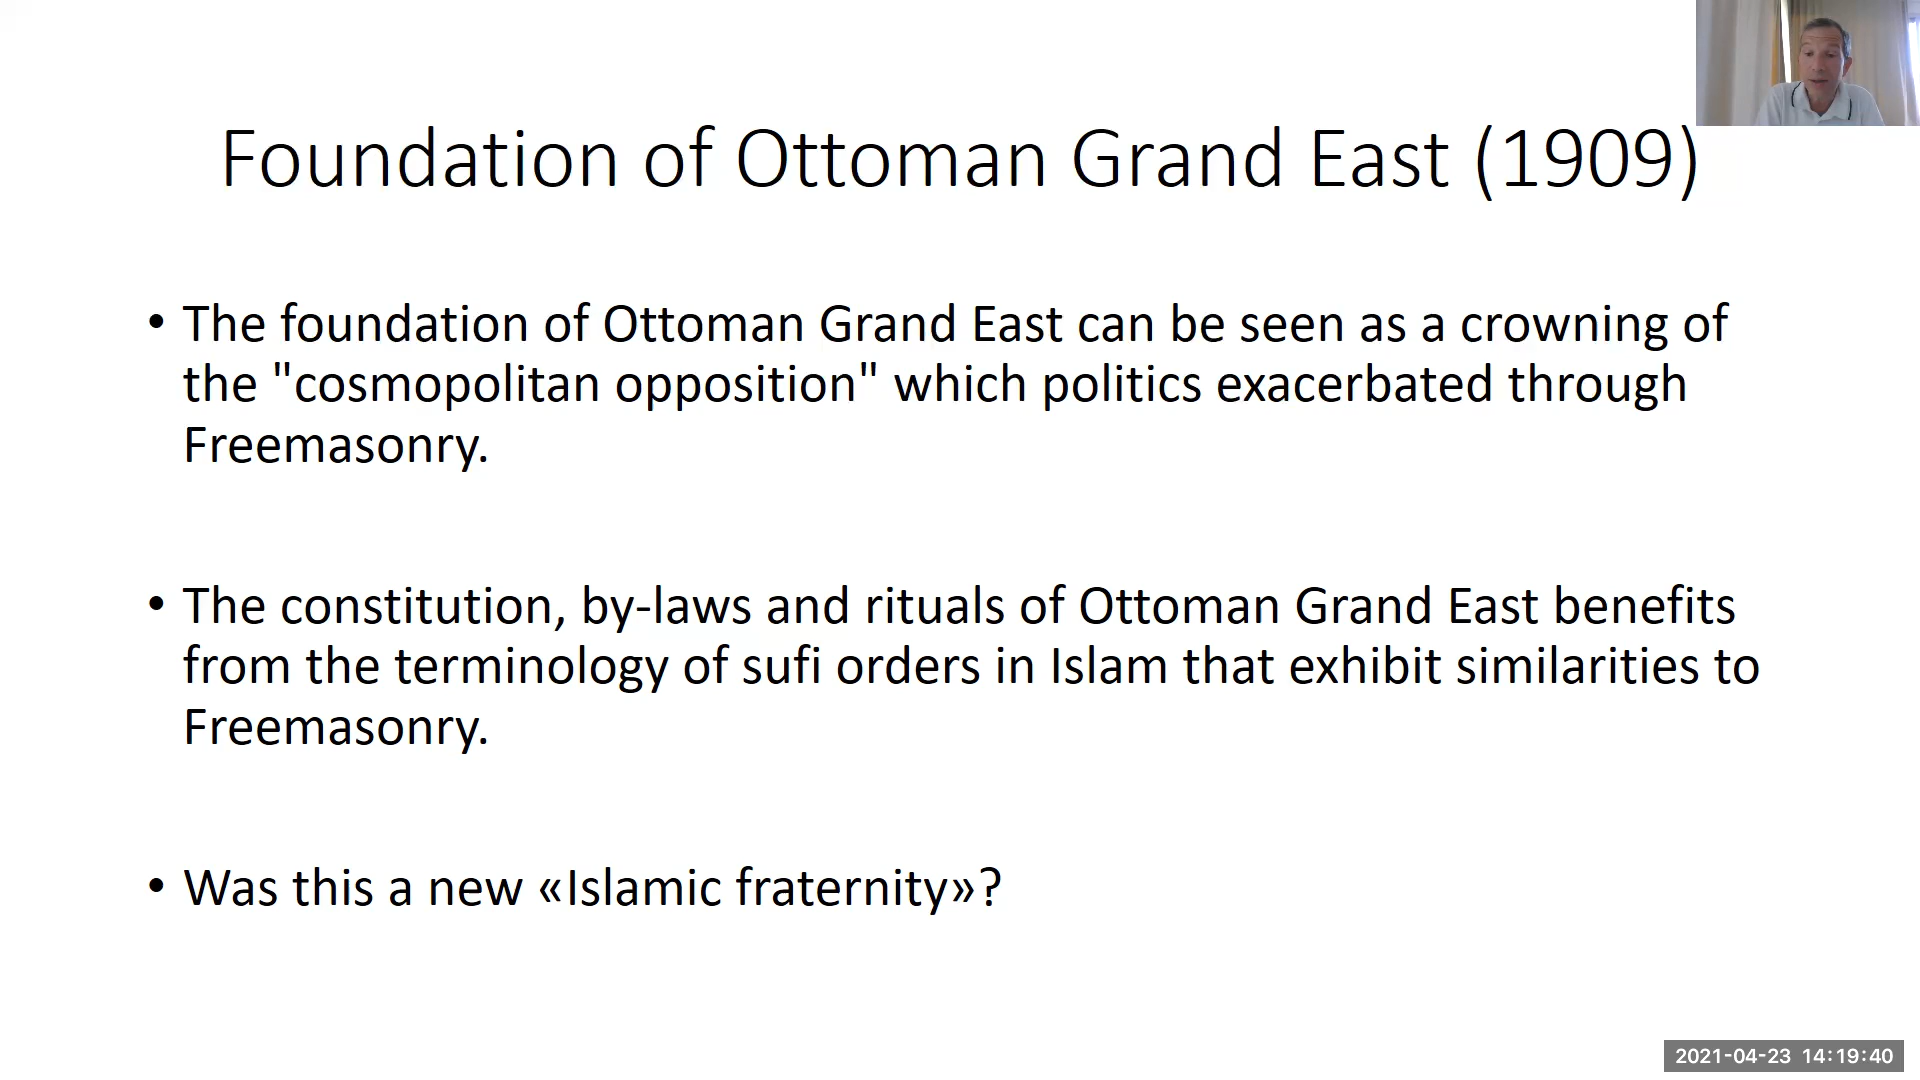 Foundation of Ottoman Grand East (1909)
• The foundation of Ottoman Grand East can be seen as a crowning of
the "cosmopolitan opposition" which politics exacerbated through
Freemasonry.
• The constitution, by-laws and rituals of Ottoman Grand East benefits
from the terminology of sufi orders in Islam that exhibit similarities to
Freemasonry.
• Was this a new «Islamic fraternity»?
2021-04-23 14:19:40